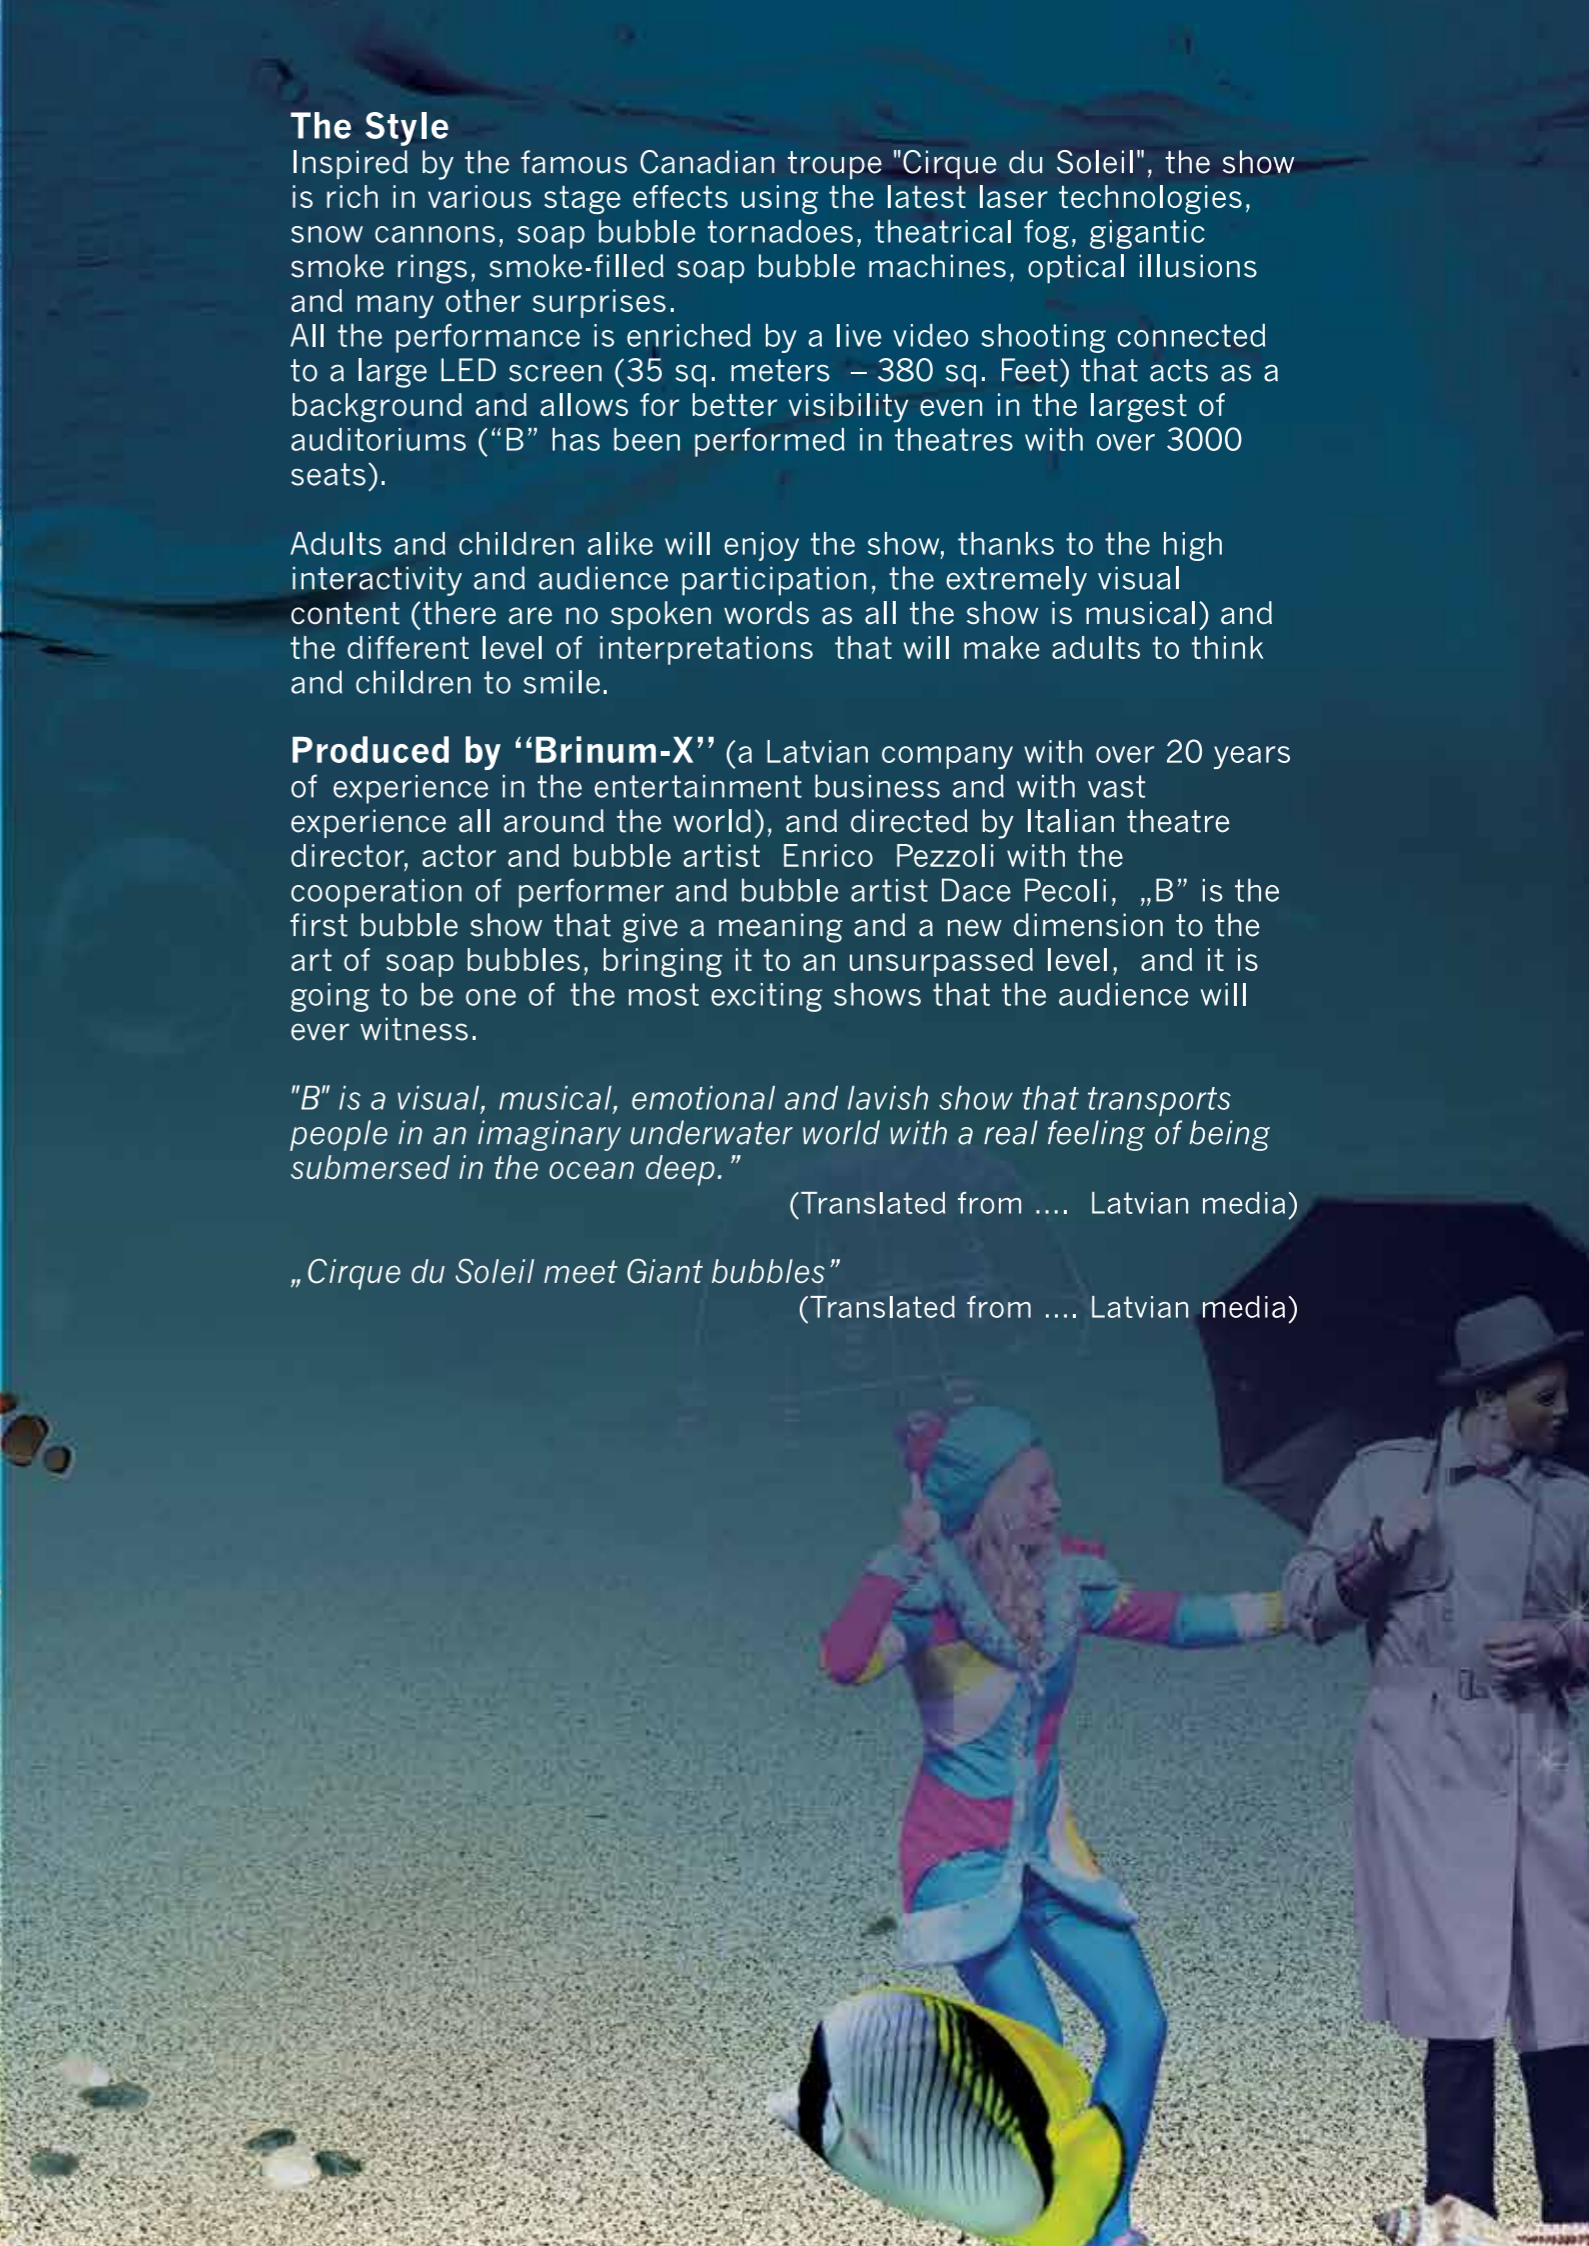 The Style
Inspired by the famous Canadian troupe "Cirque du Soleil", the show
is rich in various stage effects using the latest laser technologies,
snow cannons, soap bubble tornadoes, theatrical fog, gigantic
smoke rings, smoke-filled soap bubble machines, optical illusions
and many other surprises.
All the performance is enriched by a live video shooting connected
to a large LED screen (35 sq. meters – 380 sq. Feet) that acts as a
background and allows for better visibility even in the largest of
auditoriums (“B” has been performed in theatres with over 3000
seats).
Adults and children alike will enjoy the show, thanks to the high
interactivity and audience participation, the extremely visual
content (there are no spoken words as all the show is musical) and
the different level of interpretations that will make adults to think
and children to smile.
Produced by ‘‘Brinum-X’’ (a Latvian company with over 20 years
of experience in the entertainment business and with vast
experience all around the world), and directed by Italian theatre
director, actor and bubble artist Enrico Pezzoli with the
cooperation of performer and bubble artist Dace Pecoli, „B” is the
first bubble show that give a meaning and a new dimension to the
art of soap bubbles, bringing it to an unsurpassed level, and it is
going to be one of the most exciting shows that the audience will
ever witness.
"B" is a visual, musical, emotional and lavish show that transports
people in an imaginary underwater world with a real feeling of being
submersed in the ocean deep.”
(Translated from .... Latvian media)
„Cirque du Soleil meet Giant bubbles”
(Translated from .... Latvian media)